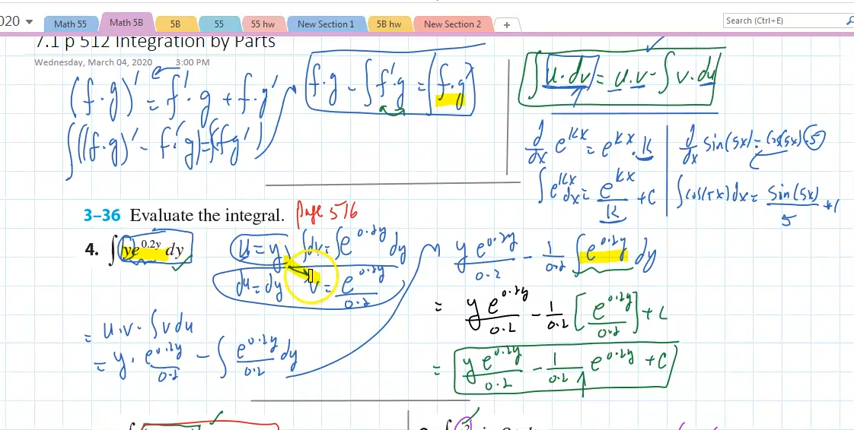 020
Math 55
Math 5B
5B
55
55 hw
New Section 1
5B hw
New Section 2
+
Search (Ctrl+E)
7.1 p 512 Integration by Parts
Wednesday, March 04, 2020 3:00 PM
(f·g)' = f'·g + f·g'
∫((f·g)' - f'g) = ∫fg'
f·g - ∫f'g = ∫f·g'
∫u·dv = u·v - ∫v·du
d/dx e^{kx} = e^{kx}·k
∫e^{kx}dx = e^{kx}/k + C
d/dx sin(5x) = cos(5x)·5
∫cos(5x)dx = sin(5x)/5 + C
3–36 Evaluate the integral. Page 516
4. ∫ye^{0.2y} dy
u = y ∫dv = ∫e^{0.2y}dy
du = dy v = e^{0.2y}/0.2
= u·v - ∫v du
= y·e^{0.2y}/0.2 - ∫e^{0.2y}/0.2 dy
ye^{0.2y}/0.2 - 1/0.2 ∫e^{0.2y}dy
= ye^{0.2y}/0.2 - 1/0.2 [e^{0.2y}/0.2] + C
= ye^{0.2y}/0.2 - 1/0.2 e^{0.2y} + C